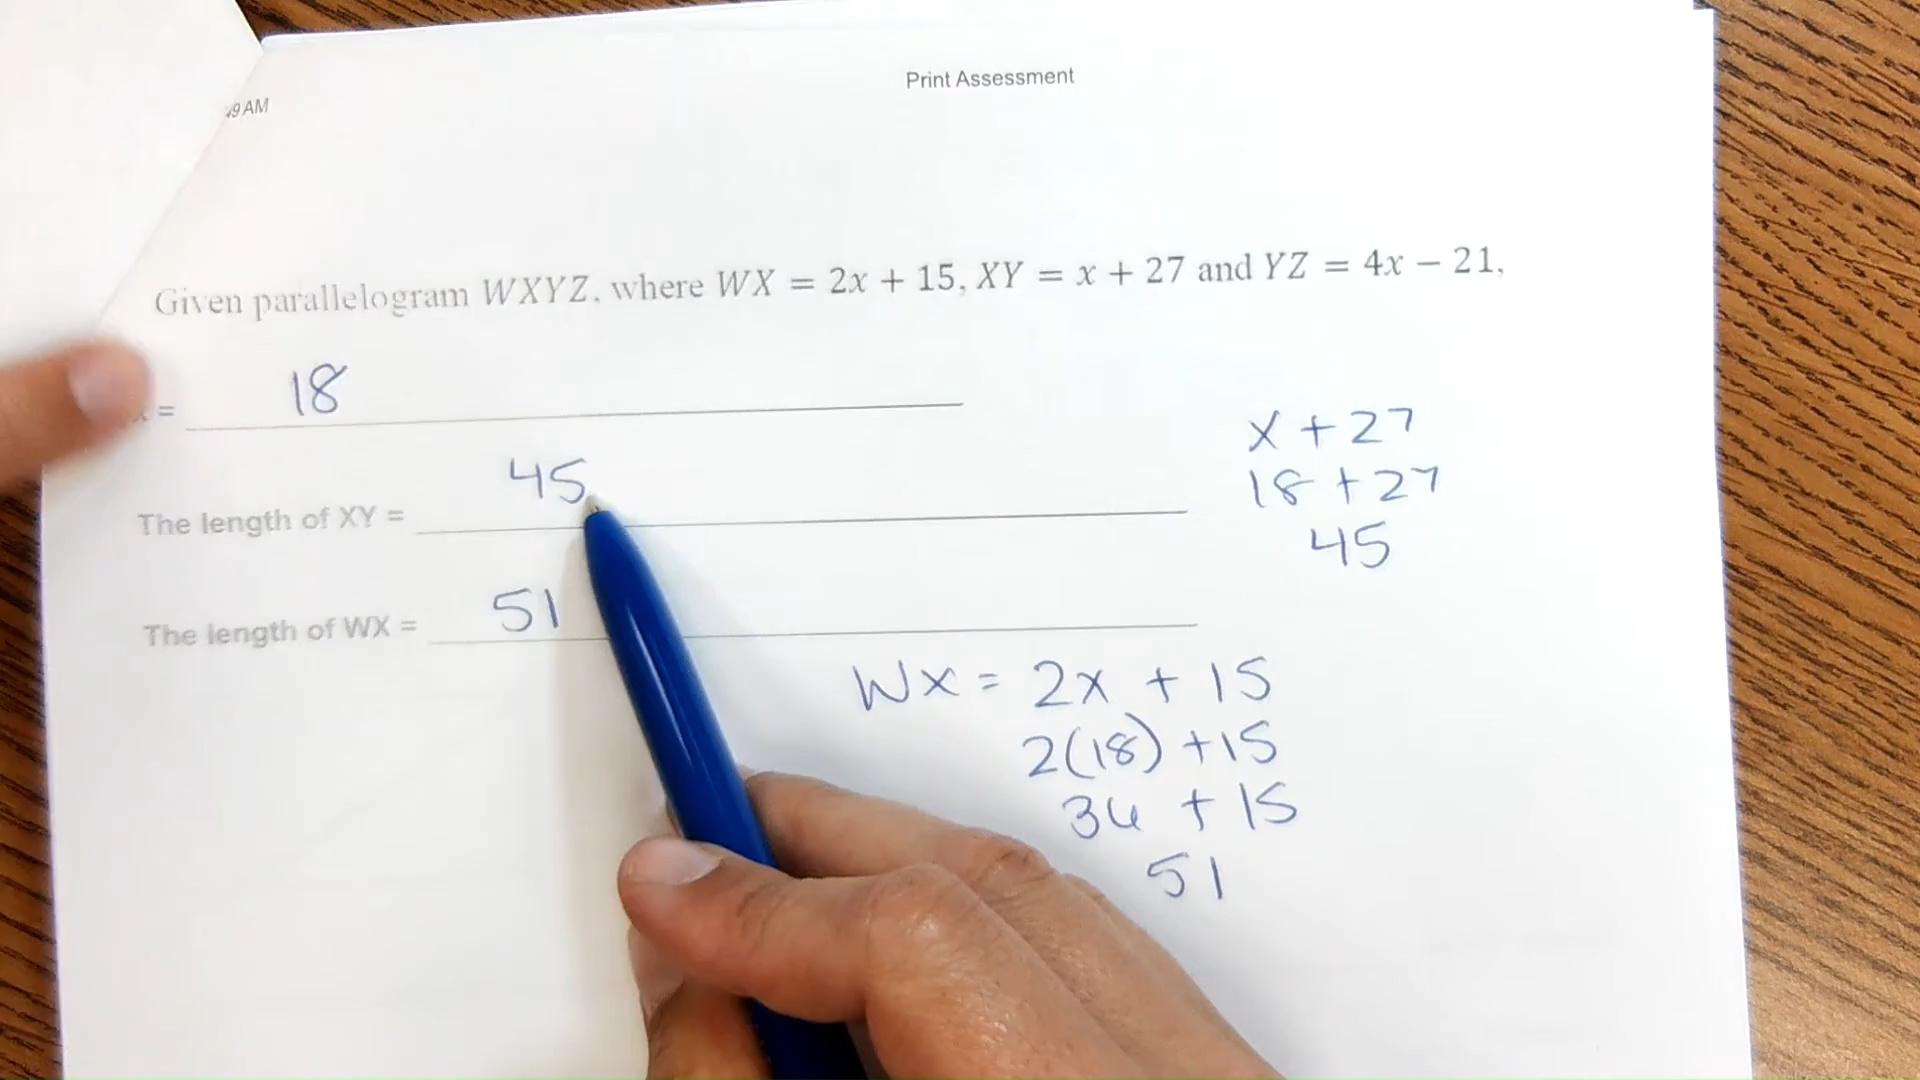 Print Assessment
49 AM
Given parallelogram WXYZ, where WX = 2x + 15, XY = x + 27 and YZ = 4x − 21,
= 18
x + 27
18 + 27
45
The length of XY = 45
The length of WX = 51
Wx = 2x + 15
2(18) + 15
36 + 15
51